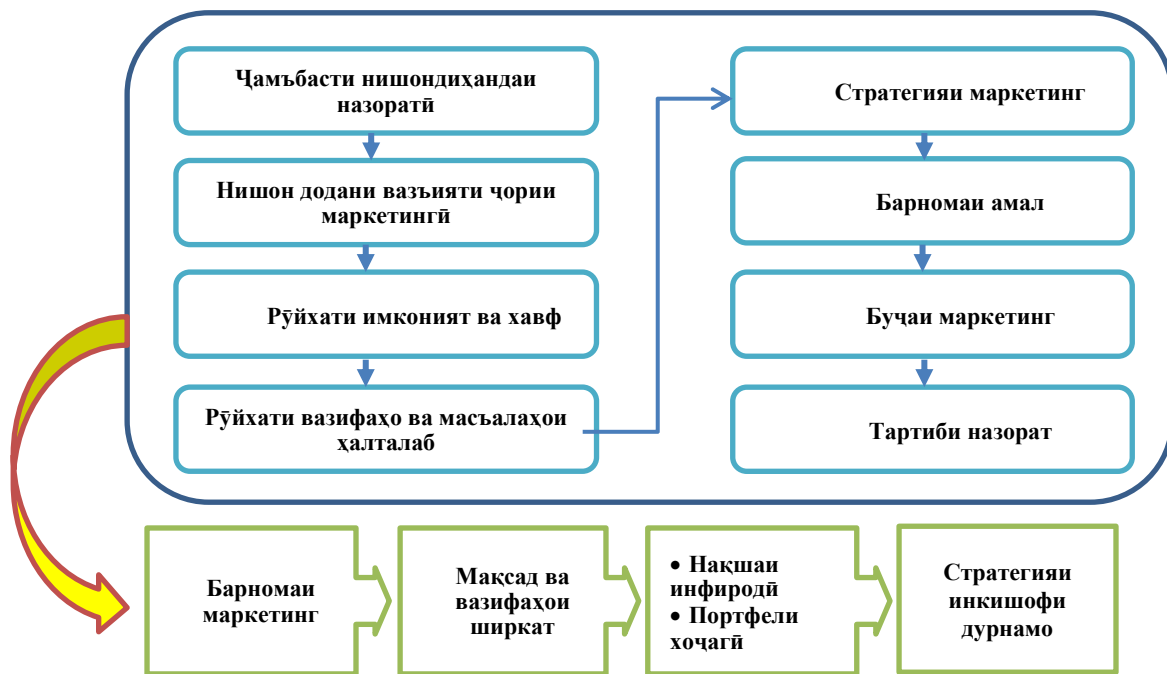 Ҷамъбасти нишондиҳандаи
назоратӣ
Нишон додани вазъияти ҷории
маркетингӣ
Рӯйхати имконият ва хавф
Рӯйхати вазифаҳо ва масъалаҳои
ҳалталаб
Стратегияи маркетинг
Барномаи амал
Буҷаи маркетинг
Тартиби назорат
Барномаи
маркетинг
Мақсад ва
вазифаҳои
ширкат
• Нақшаи
инфиродӣ
• Портфели
хоҷагӣ
Стратегияи
инкишофи
дурнамо